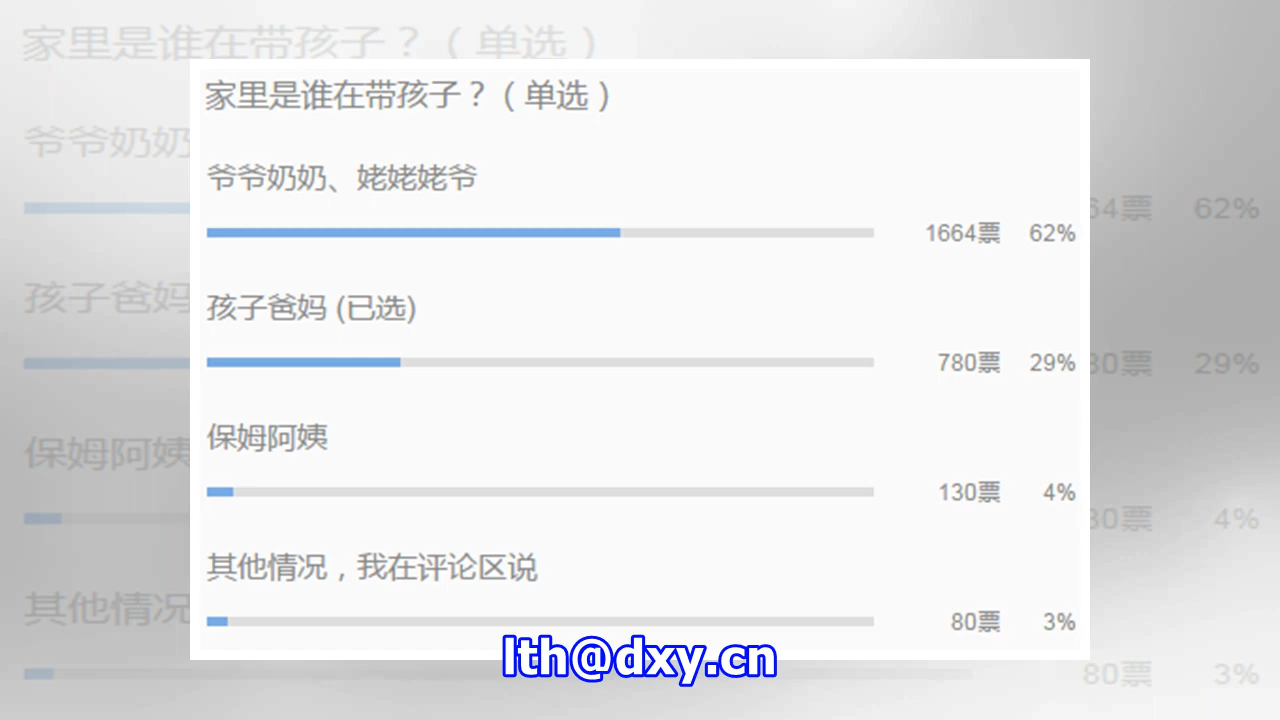 家里是谁在带孩子？（单选）
爷爷奶奶、姥姥姥爷
1664票 62%
孩子爸妈 (已选)
780票 29%
保姆阿姨
130票 4%
其他情况，我在评论区说
80票 3%
lth@dxy.cn